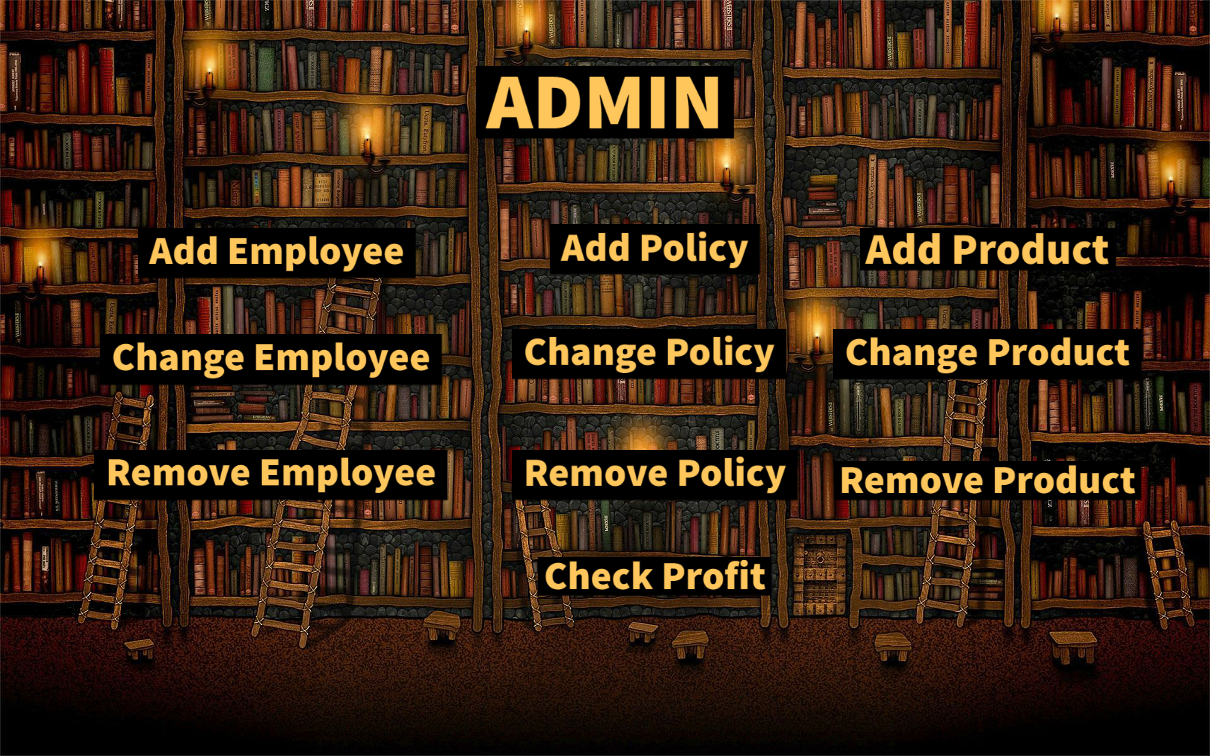 ADMIN
Add Employee
Add Policy
Add Product
Change Employee
Change Policy
Change Product
Remove Employee
Remove Policy
Remove Product
Check Profit